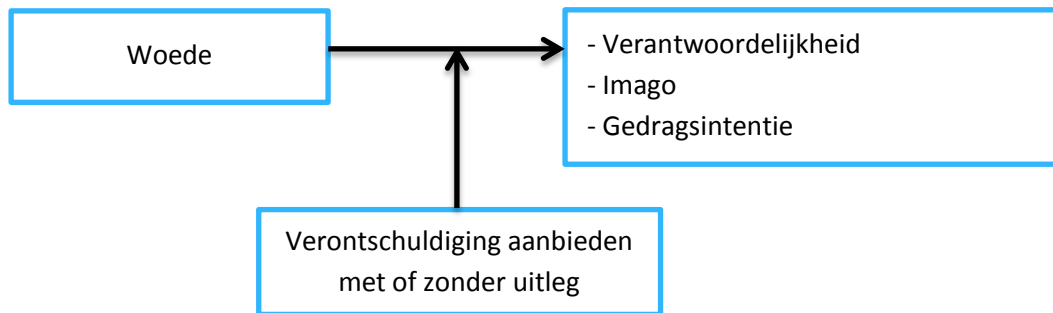 Woede
- Verantwoordelijkheid
- Imago
- Gedragsintentie
Verontschuldiging aanbieden
met of zonder uitleg